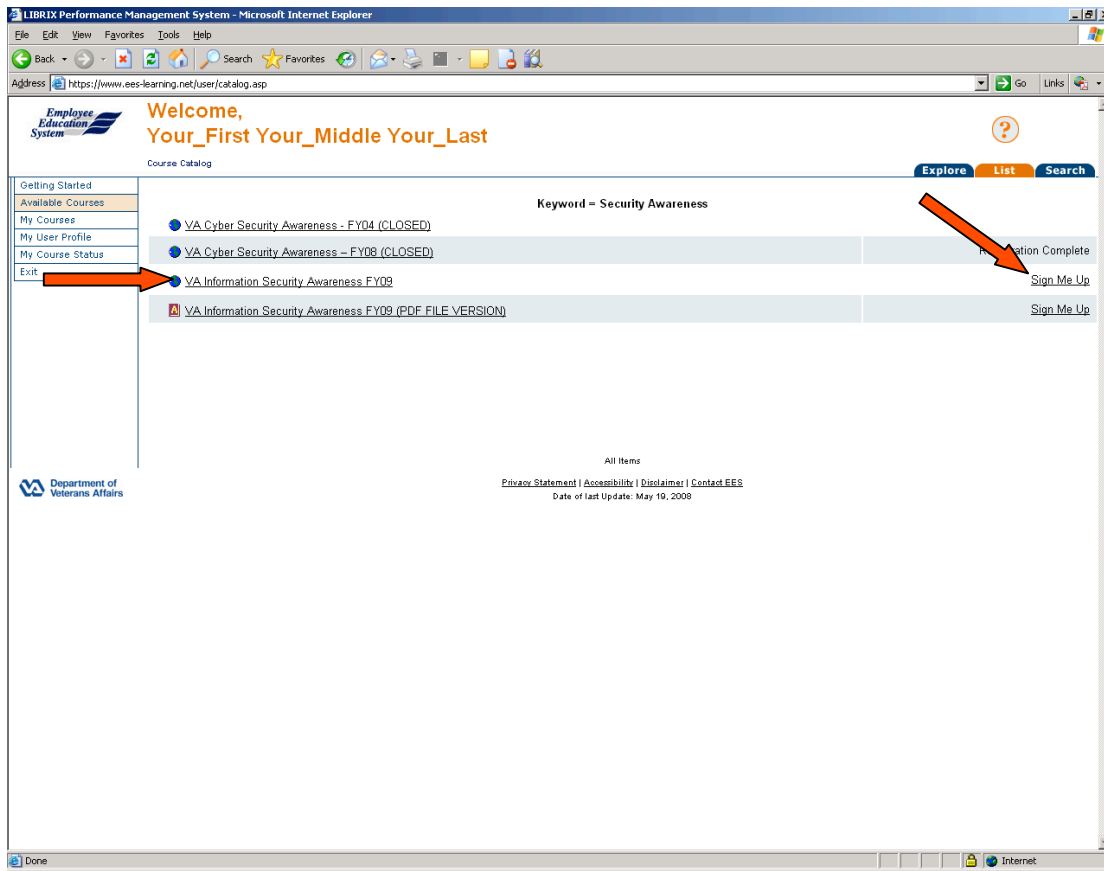 LIBRIX Performance Management System - Microsoft Internet Explorer
File Edit View Favorites Tools Help
Back Search Favorites
Address https://www.ees-learning.net/user/catalog.asp Go Links
Employee
Education
System
Welcome,
Your_First Your_Middle Your_Last
?
Course Catalog
Explore List Search
Getting Started
Available Courses
My Courses
My User Profile
My Course Status
Exit
Keyword = Security Awareness
VA Cyber Security Awareness - FY04 (CLOSED)
VA Cyber Security Awareness – FY08 (CLOSED) Complete
VA Information Security Awareness FY09 Sign Me Up
VA Information Security Awareness FY09 (PDF FILE VERSION) Sign Me Up
All Items
Department of
Veterans Affairs
Privacy Statement | Accessibility | Disclaimer | Contact EES
Date of last Update: May 19, 2008
Done Internet